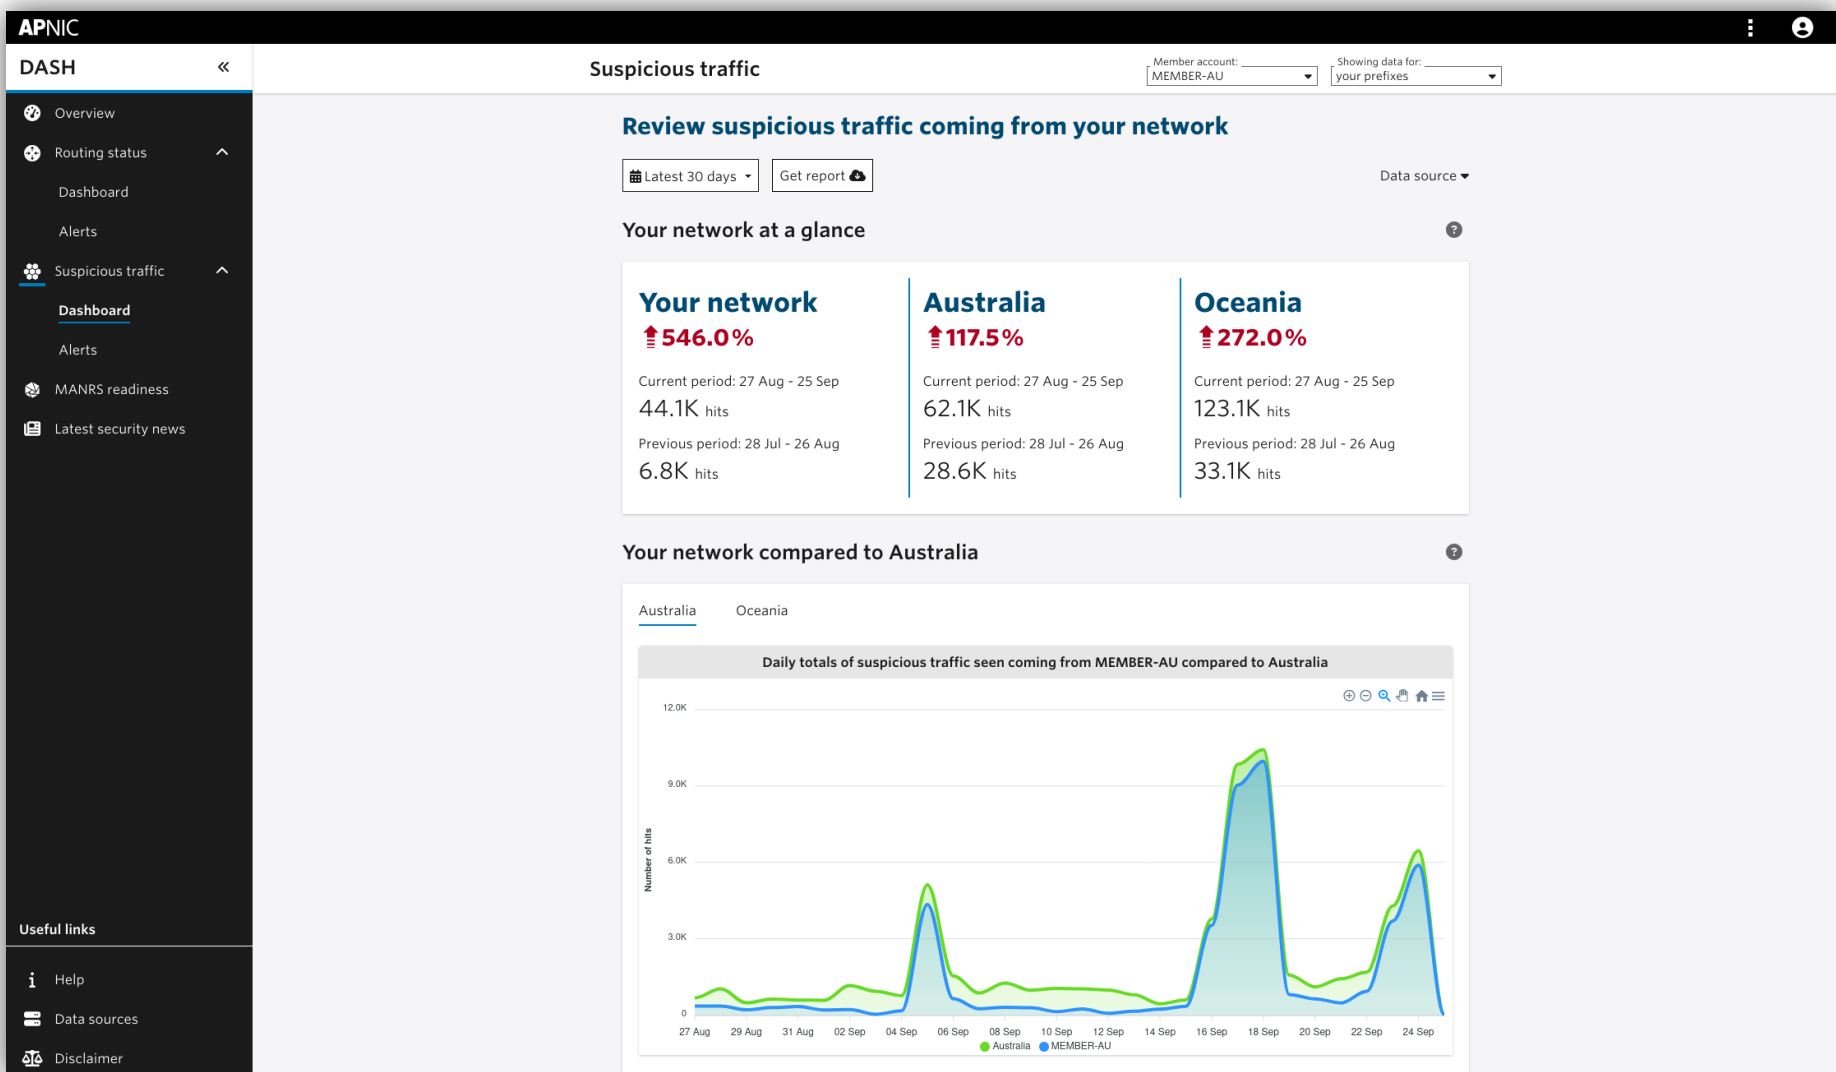 APNIC
DASH
Suspicious traffic
Member account:
MEMBER-AU
Showing data for:
your prefixes
Overview
Routing status
Dashboard
Alerts
Suspicious traffic
Dashboard
Alerts
MANRS readiness
Latest security news
Useful links
Help
Data sources
Disclaimer
Review suspicious traffic coming from your network
Latest 30 days
Get report
Data source
Your network at a glance
?
Your network
546.0%
Current period: 27 Aug - 25 Sep
44.1K hits
Previous period: 28 Jul - 26 Aug
6.8K hits
Australia
117.5%
Current period: 27 Aug - 25 Sep
62.1K hits
Previous period: 28 Jul - 26 Aug
28.6K hits
Oceania
272.0%
Current period: 27 Aug - 25 Sep
123.1K hits
Previous period: 28 Jul - 26 Aug
33.1K hits
Your network compared to Australia
?
Australia
Oceania
Daily totals of suspicious traffic seen coming from MEMBER-AU compared to Australia
Number of hits
12.0K
9.0K
6.0K
3.0K
0
27 Aug 29 Aug 31 Aug 02 Sep 04 Sep 06 Sep 08 Sep 10 Sep 12 Sep 14 Sep 16 Sep 18 Sep 20 Sep 22 Sep 24 Sep
Australia MEMBER-AU